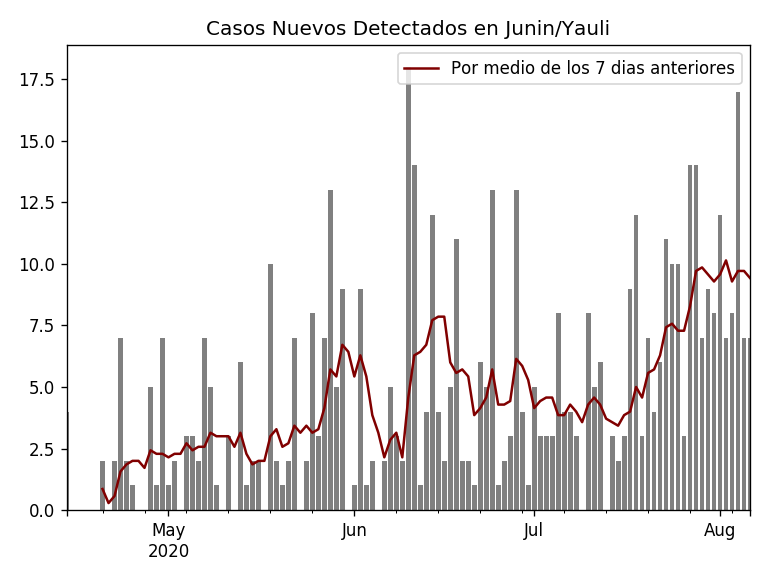 Casos Nuevos Detectados en Junin/Yauli
Por medio de los 7 dias anteriores
17.5
15.0
12.5
10.0
7.5
5.0
2.5
0.0
May
2020
Jun
Jul
Aug